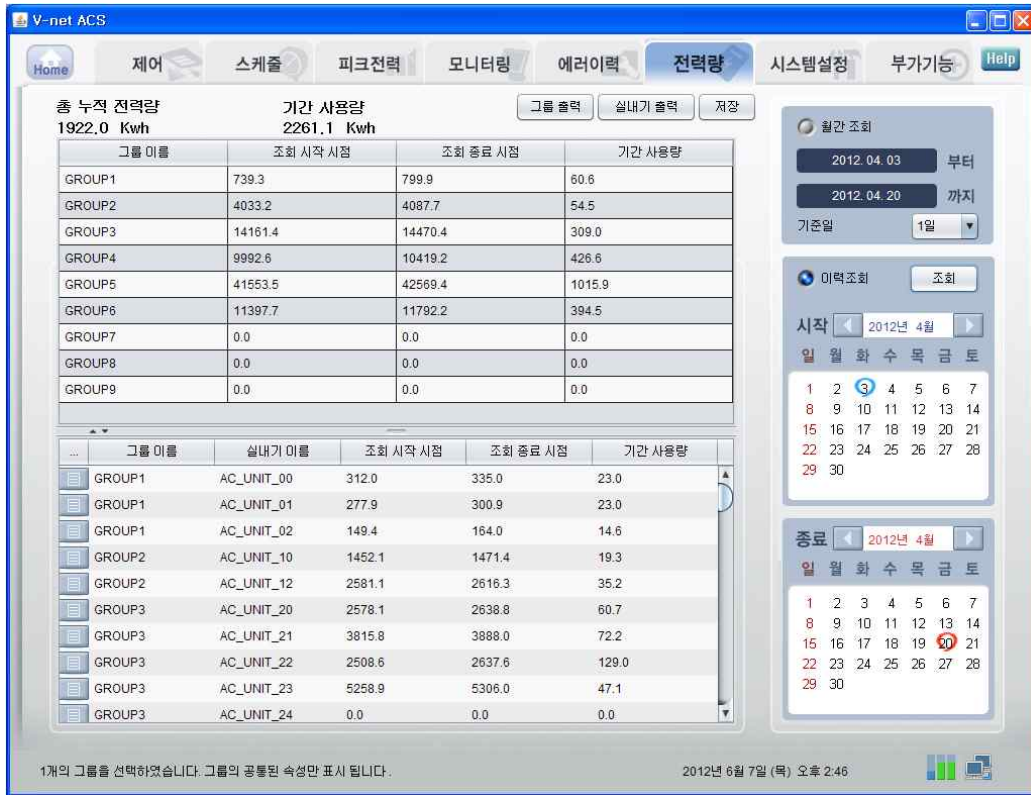 V-net ACS
Home 제어 스케줄 피크전력 모니터링 에러이력 전력량 시스템설정 부가기능 Help
총 누적 전력량 기간 사용량 그룹 출력 실내기 출력 저장
1922.0 Kwh 2261.1 Kwh
그룹 이름 조회 시작 시점 조회 종료 시점 기간 사용량
GROUP1 739.3 799.9 60.6
GROUP2 4033.2 4087.7 54.5
GROUP3 14161.4 14470.4 309.0
GROUP4 9992.6 10419.2 426.6
GROUP5 41553.5 42569.4 1015.9
GROUP6 11397.7 11792.2 394.5
GROUP7 0.0 0.0 0.0
GROUP8 0.0 0.0 0.0
GROUP9 0.0 0.0 0.0
... 그룹 이름 실내기 이름 조회 시작 시점 조회 종료 시점 기간 사용량
GROUP1 AC_UNIT_00 312.0 335.0 23.0
GROUP1 AC_UNIT_01 277.9 300.9 23.0
GROUP1 AC_UNIT_02 149.4 164.0 14.6
GROUP2 AC_UNIT_10 1452.1 1471.4 19.3
GROUP2 AC_UNIT_12 2581.1 2616.3 35.2
GROUP3 AC_UNIT_20 2578.1 2638.8 60.7
GROUP3 AC_UNIT_21 3815.8 3888.0 72.2
GROUP3 AC_UNIT_22 2508.6 2637.6 129.0
GROUP3 AC_UNIT_23 5258.9 5306.0 47.1
GROUP3 AC_UNIT_24 0.0 0.0 0.0
월간 조회
2012. 04. 03 부터
2012. 04. 20 까지
기준일 1일
이력조회 조회
시작 2012년 4월
일 월 화 수 목 금 토
1 2 3 4 5 6 7
8 9 10 11 12 13 14
15 16 17 18 19 20 21
22 23 24 25 26 27 28
29 30
종료 2012년 4월
일 월 화 수 목 금 토
1 2 3 4 5 6 7
8 9 10 11 12 13 14
15 16 17 18 19 20 21
22 23 24 25 26 27 28
29 30
1개의 그룹을 선택하였습니다. 그룹의 공통된 속성만 표시 됩니다. 2012년 6월 7일 (목) 오후 2:46